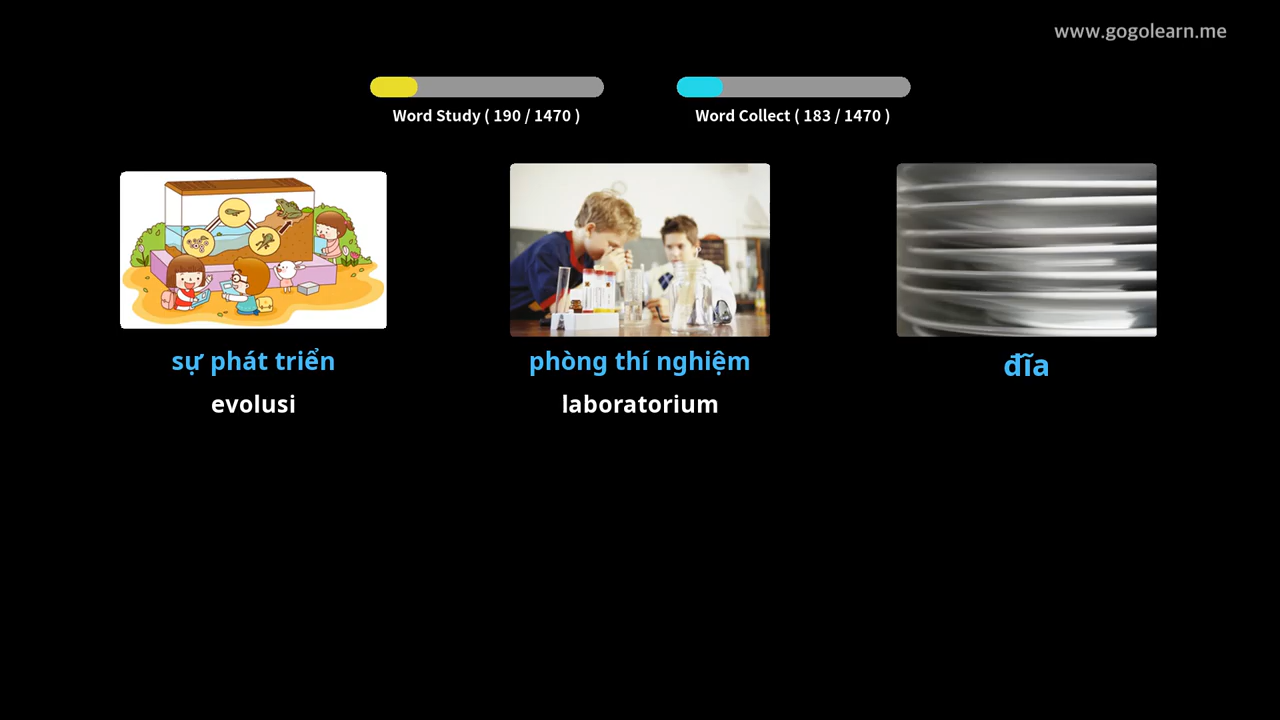 www.gogolearn.me
Word Study ( 190 / 1470 )
Word Collect ( 183 / 1470 )
sự phát triển
evolusi
phòng thí nghiệm
laboratorium
đĩa